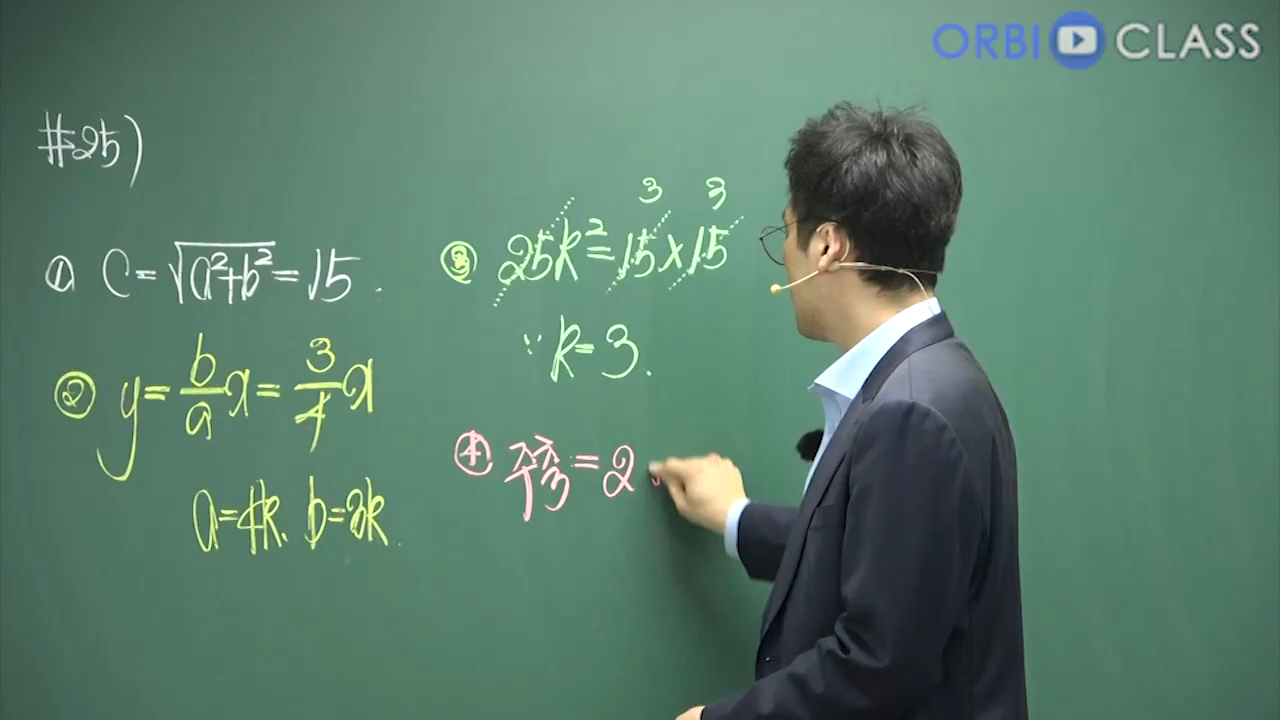 ORBI CLASS
#25)
① C=√a²+b²=15.
② y=b/a x=3/4 x
a=4k, b=3k.
③ 25k²=15×15
3 3
∵ k=3.
④ 주축=2